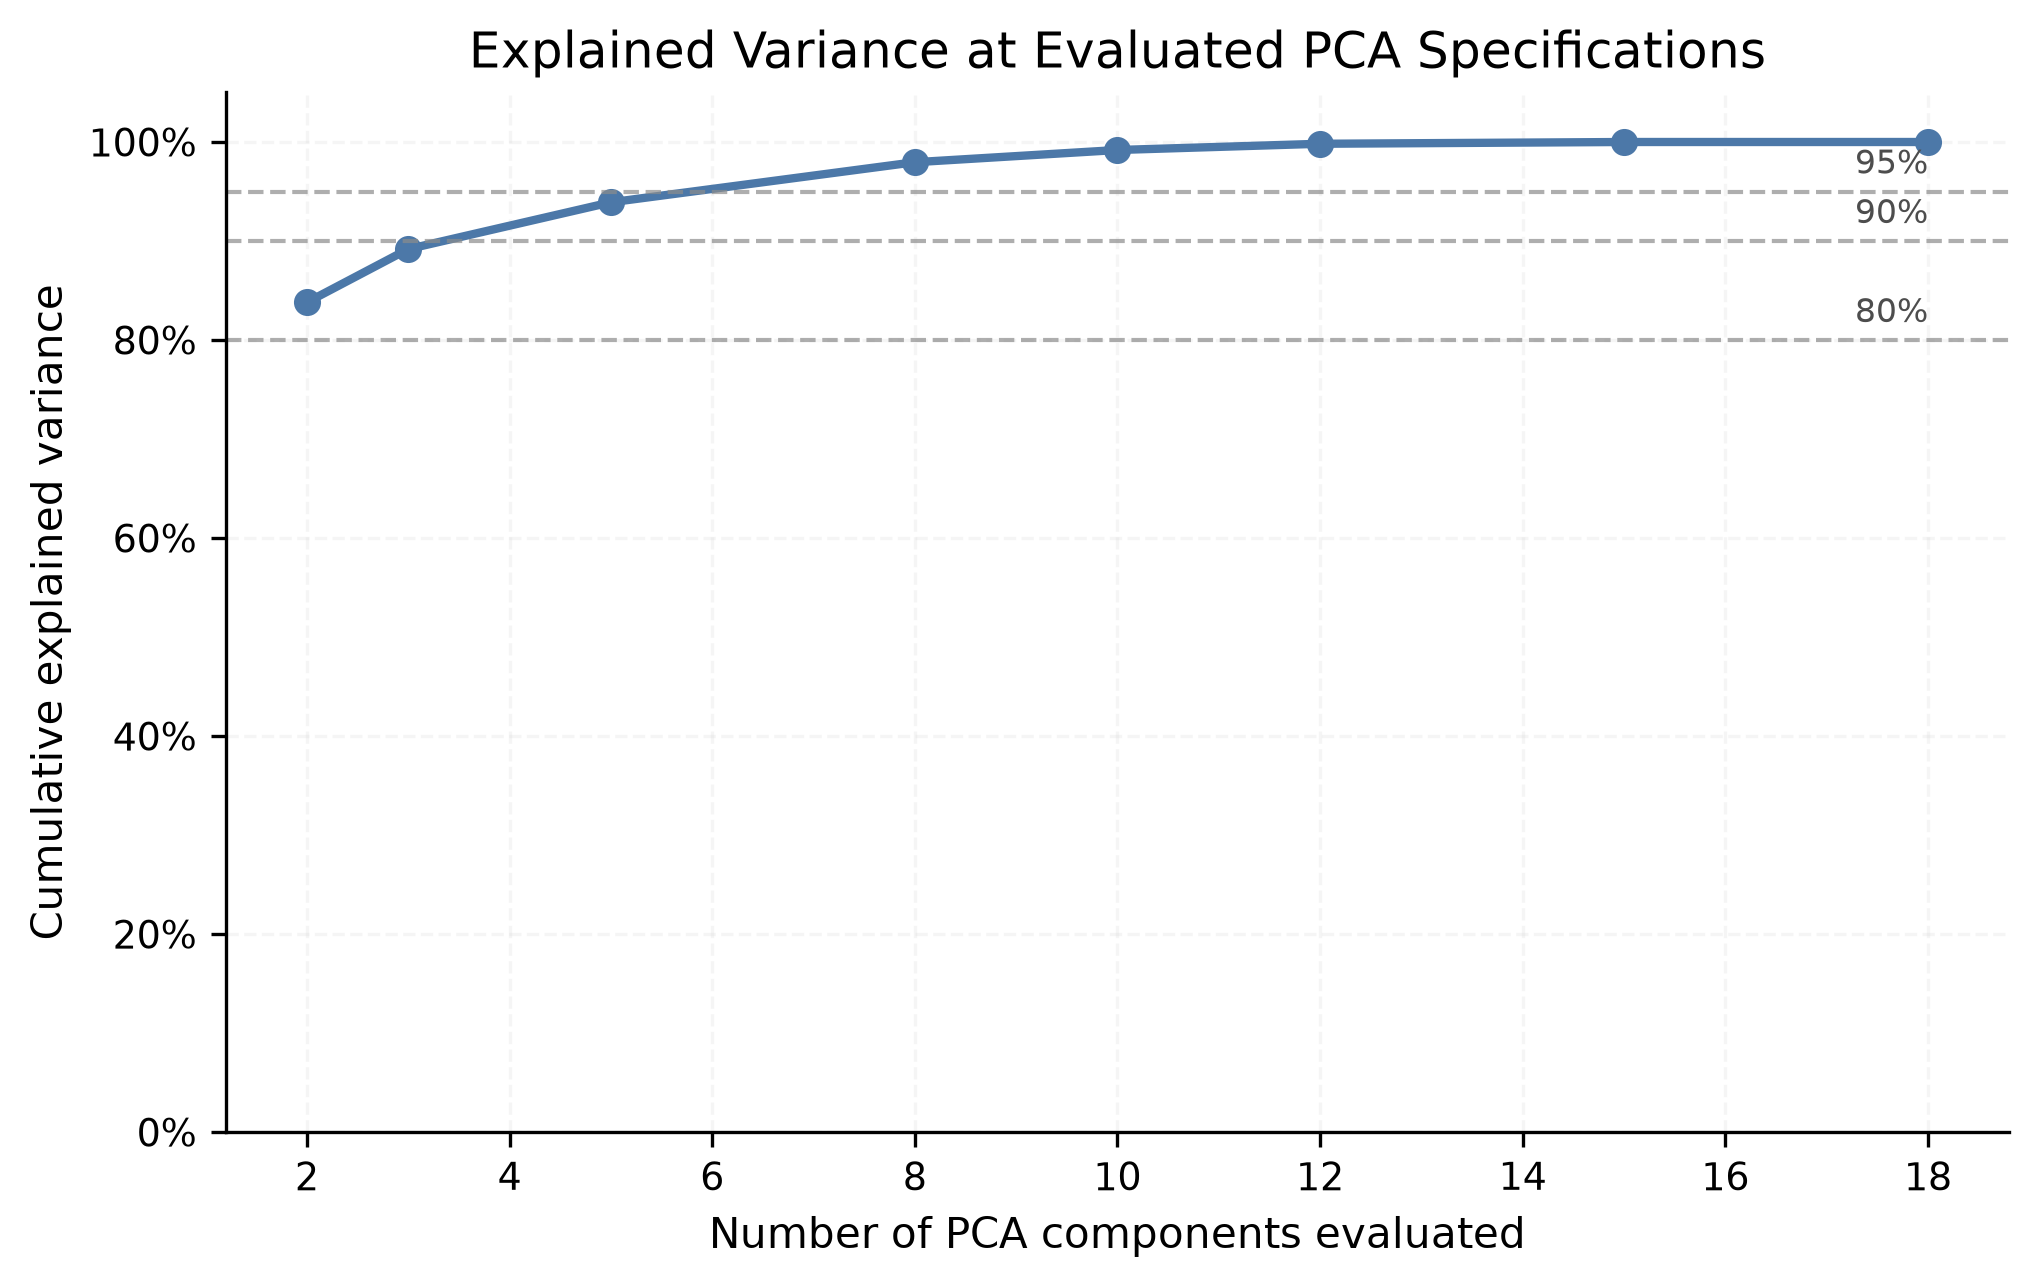 Explained Variance at Evaluated PCA Specifications
Cumulative explained variance
100%
80%
60%
40%
20%
0%
95%
90%
80%
2 4 6 8 10 12 14 16 18
Number of PCA components evaluated